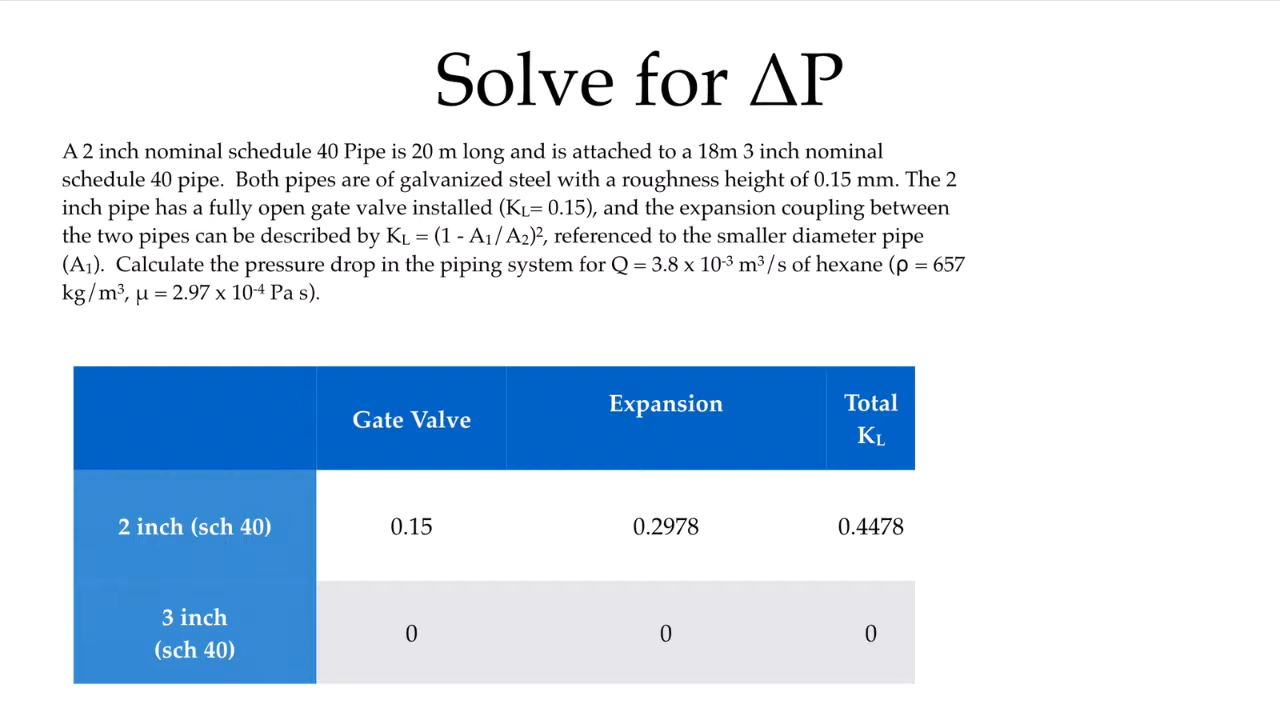 Solve for ΔP
A 2 inch nominal schedule 40 Pipe is 20 m long and is attached to a 18m 3 inch nominal
schedule 40 pipe. Both pipes are of galvanized steel with a roughness height of 0.15 mm. The 2
inch pipe has a fully open gate valve installed (K_L= 0.15), and the expansion coupling between
the two pipes can be described by K_L = (1 - A₁/A₂)², referenced to the smaller diameter pipe
(A₁). Calculate the pressure drop in the piping system for Q = 3.8 x 10⁻³ m³/s of hexane (ρ = 657
kg/m³, μ = 2.97 x 10⁻⁴ Pa s).
Gate Valve
Expansion
Total
K_L
2 inch (sch 40)
0.15
0.2978
0.4478
3 inch
(sch 40)
0
0
0